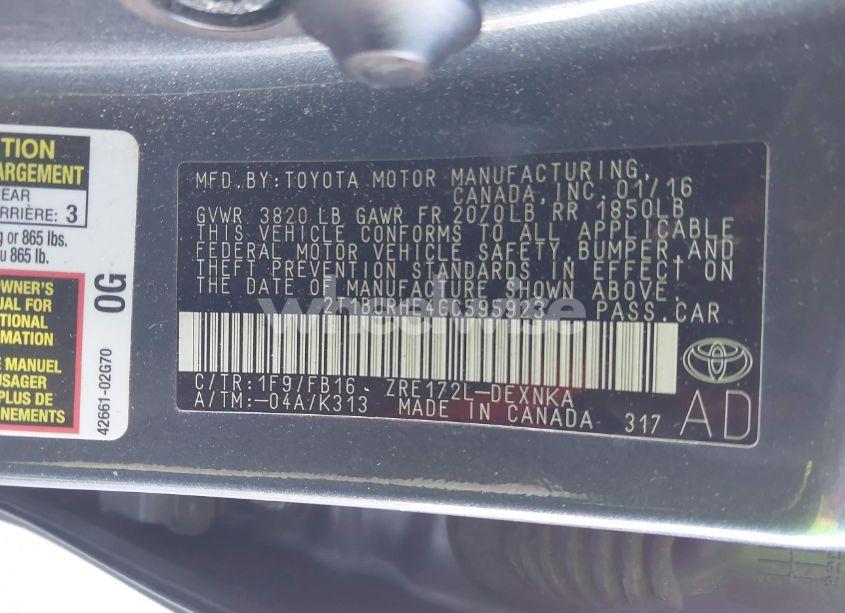 TION
ARGEMENT
EAR
ARRIÈRE: 3
g or 865 lbs.
u 865 lb.
OWNER'S
UAL FOR
TIONAL
RMATION
E MANUEL
USAGER
PLUS DE
NEMENTS
42661-02G70
0G
MFD.BY:TOYOTA MOTOR MANUFACTURING,
CANADA,INC.01/16
GVWR 3820 LB GAWR FR 2070LB RR 1850LB
THIS VEHICLE CONFORMS TO ALL APPLICABLE
FEDERAL MOTOR VEHICLE SAFETY,BUMPER,AND
THEFT PREVENTION STANDARDS IN EFFECT ON
THE DATE OF MANUFACTURE SHOWN ABOVE.
2T1BURHE4GC595923 PASS.CAR
wheelwise
C/TR:1F9/FB16 ZRE172L-DEXNKA
A/TM:-04A/K313 MADE IN CANADA 317
AD